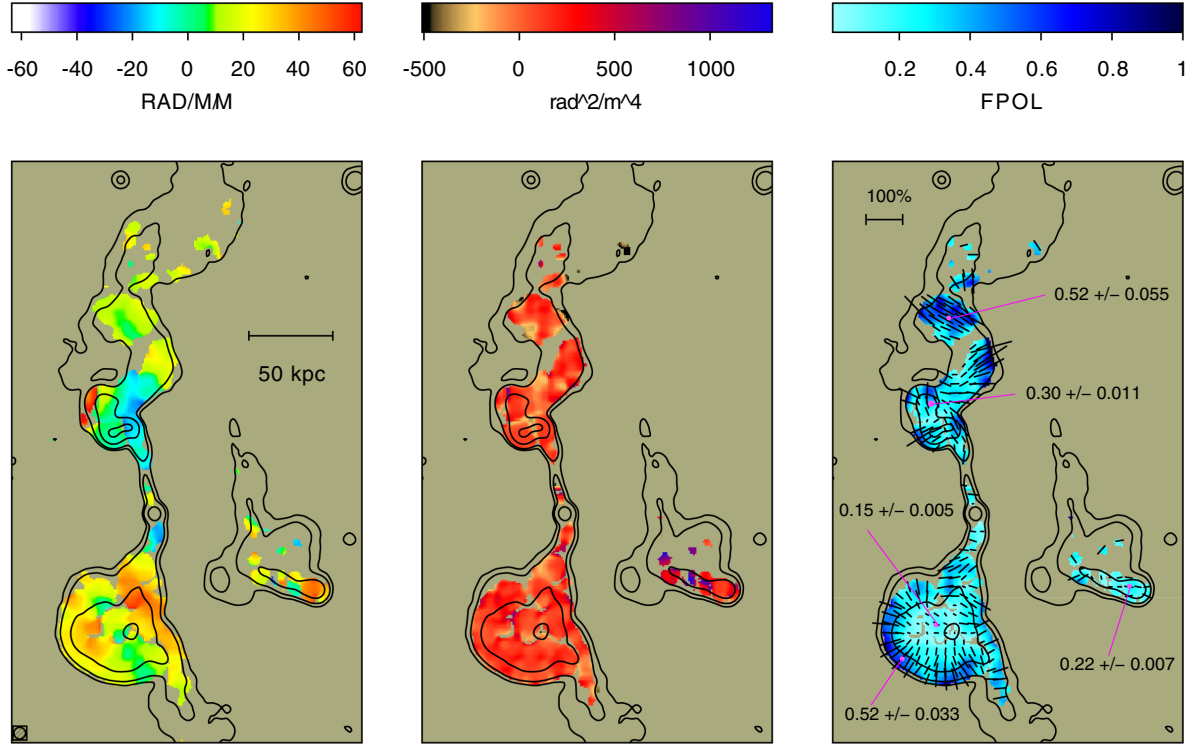 -60 -40 -20 0 20 40 60
RAD/M/M
-500 0 500 1000
rad^2/m^4
0.2 0.4 0.6 0.8 1
FPOL
50 kpc
100%
0.52 +/- 0.055
0.30 +/- 0.011
0.15 +/- 0.005
0.22 +/- 0.007
0.52 +/- 0.033